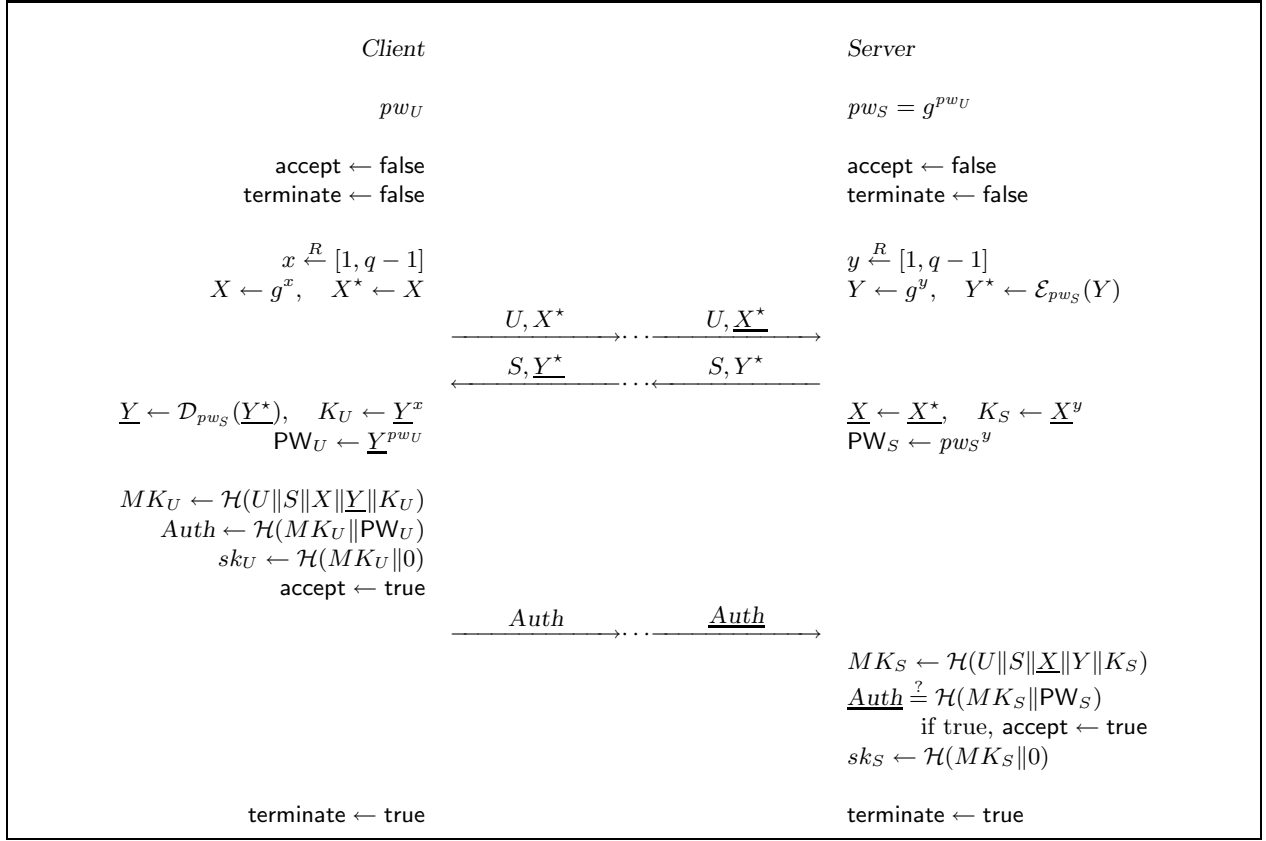 Client Server
pw_U pw_S = g^{pw_U}
accept ← false accept ← false
terminate ← false terminate ← false
x ←^R [1, q − 1] y ←^R [1, q − 1]
X ← g^x, X^⋆ ← X Y ← g^y, Y^⋆ ← ℰ_{pw_S}(Y)
U, X^⋆ ... U, X^⋆
S, Y^⋆ ... S, Y^⋆
Y ← 𝒟_{pw_S}(Y^⋆), K_U ← Y^x X ← X^⋆, K_S ← X^y
PW_U ← Y^{pw_U} PW_S ← pw_S^y
MK_U ← ℋ(U‖S‖X‖Y‖K_U)
Auth ← ℋ(MK_U‖PW_U)
sk_U ← ℋ(MK_U‖0)
accept ← true
Auth ... Auth
MK_S ← ℋ(U‖S‖X‖Y‖K_S)
Auth =^? ℋ(MK_S‖PW_S)
if true, accept ← true
sk_S ← ℋ(MK_S‖0)
terminate ← true terminate ← true